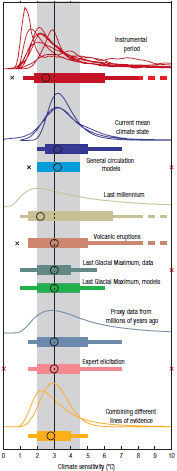 Instrumental
period
Current mean
climate state
General circulation
models
Last millennium
Volcanic eruptions
Last Glacial Maximum, data
Last Glacial Maximum, models
Proxy data from
millions of years ago
Expert elicitation
Combining different
lines of evidence
0 1 2 3 4 5 6 7 8 9 10
Climate sensitivity (°C)